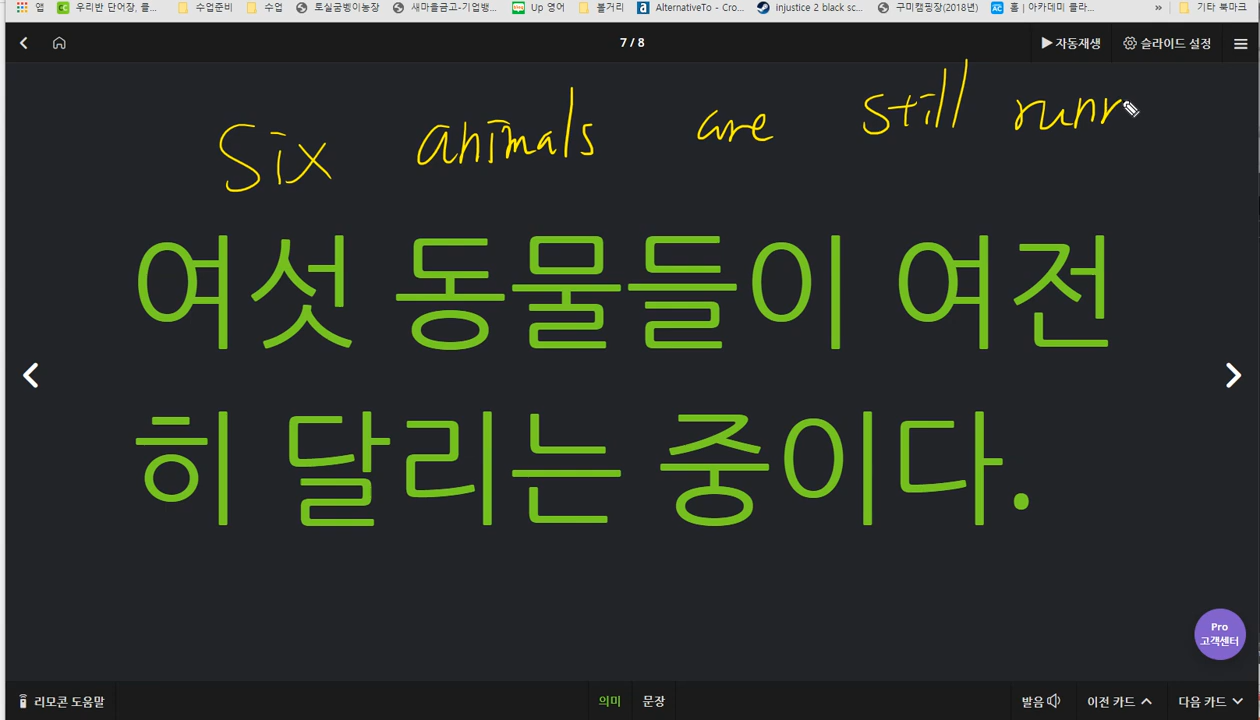 앱 우리반 단어장, 클... 수업준비 수업 토실굼벵이농장 새마을금고-기업뱅... Up 영어 볼거리 AlternativeTo - Cro... injustice 2 black sc... 구미캠핑장(2018년) 홈 | 아카데미 클라... » 기타 북마크
7 / 8 자동재생 슬라이드 설정
Six animals are still runn
여섯 동물들이 여전
히 달리는 중이다.
Pro
고객센터
리모콘 도움말 의미 문장 발음 이전 카드 다음 카드